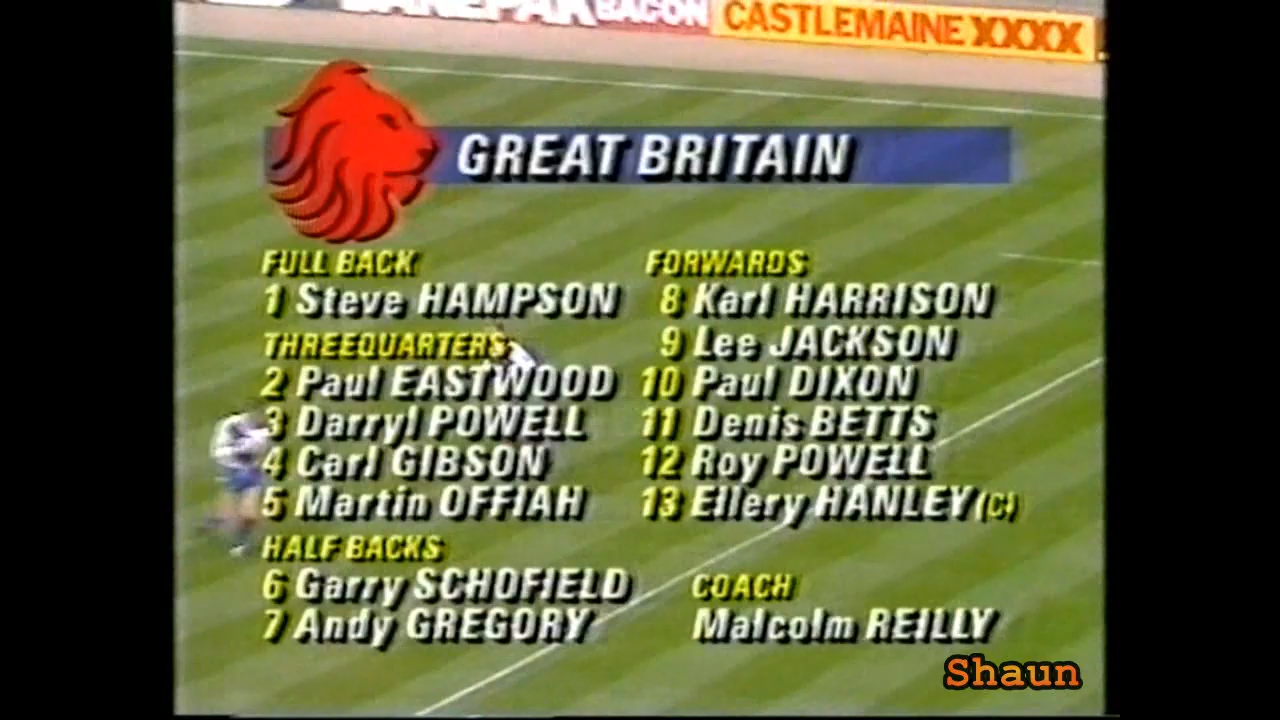 DANEPAK BACON
CASTLEMAINE XXXX
GREAT BRITAIN
FULL BACK
1 Steve HAMPSON
THREEQUARTERS
2 Paul EASTWOOD
3 Darryl POWELL
4 Carl GIBSON
5 Martin OFFIAH
HALF BACKS
6 Garry SCHOFIELD
7 Andy GREGORY
FORWARDS
8 Karl HARRISON
9 Lee JACKSON
10 Paul DIXON
11 Denis BETTS
12 Roy POWELL
13 Ellery HANLEY (C)
COACH
Malcolm REILLY
Shaun